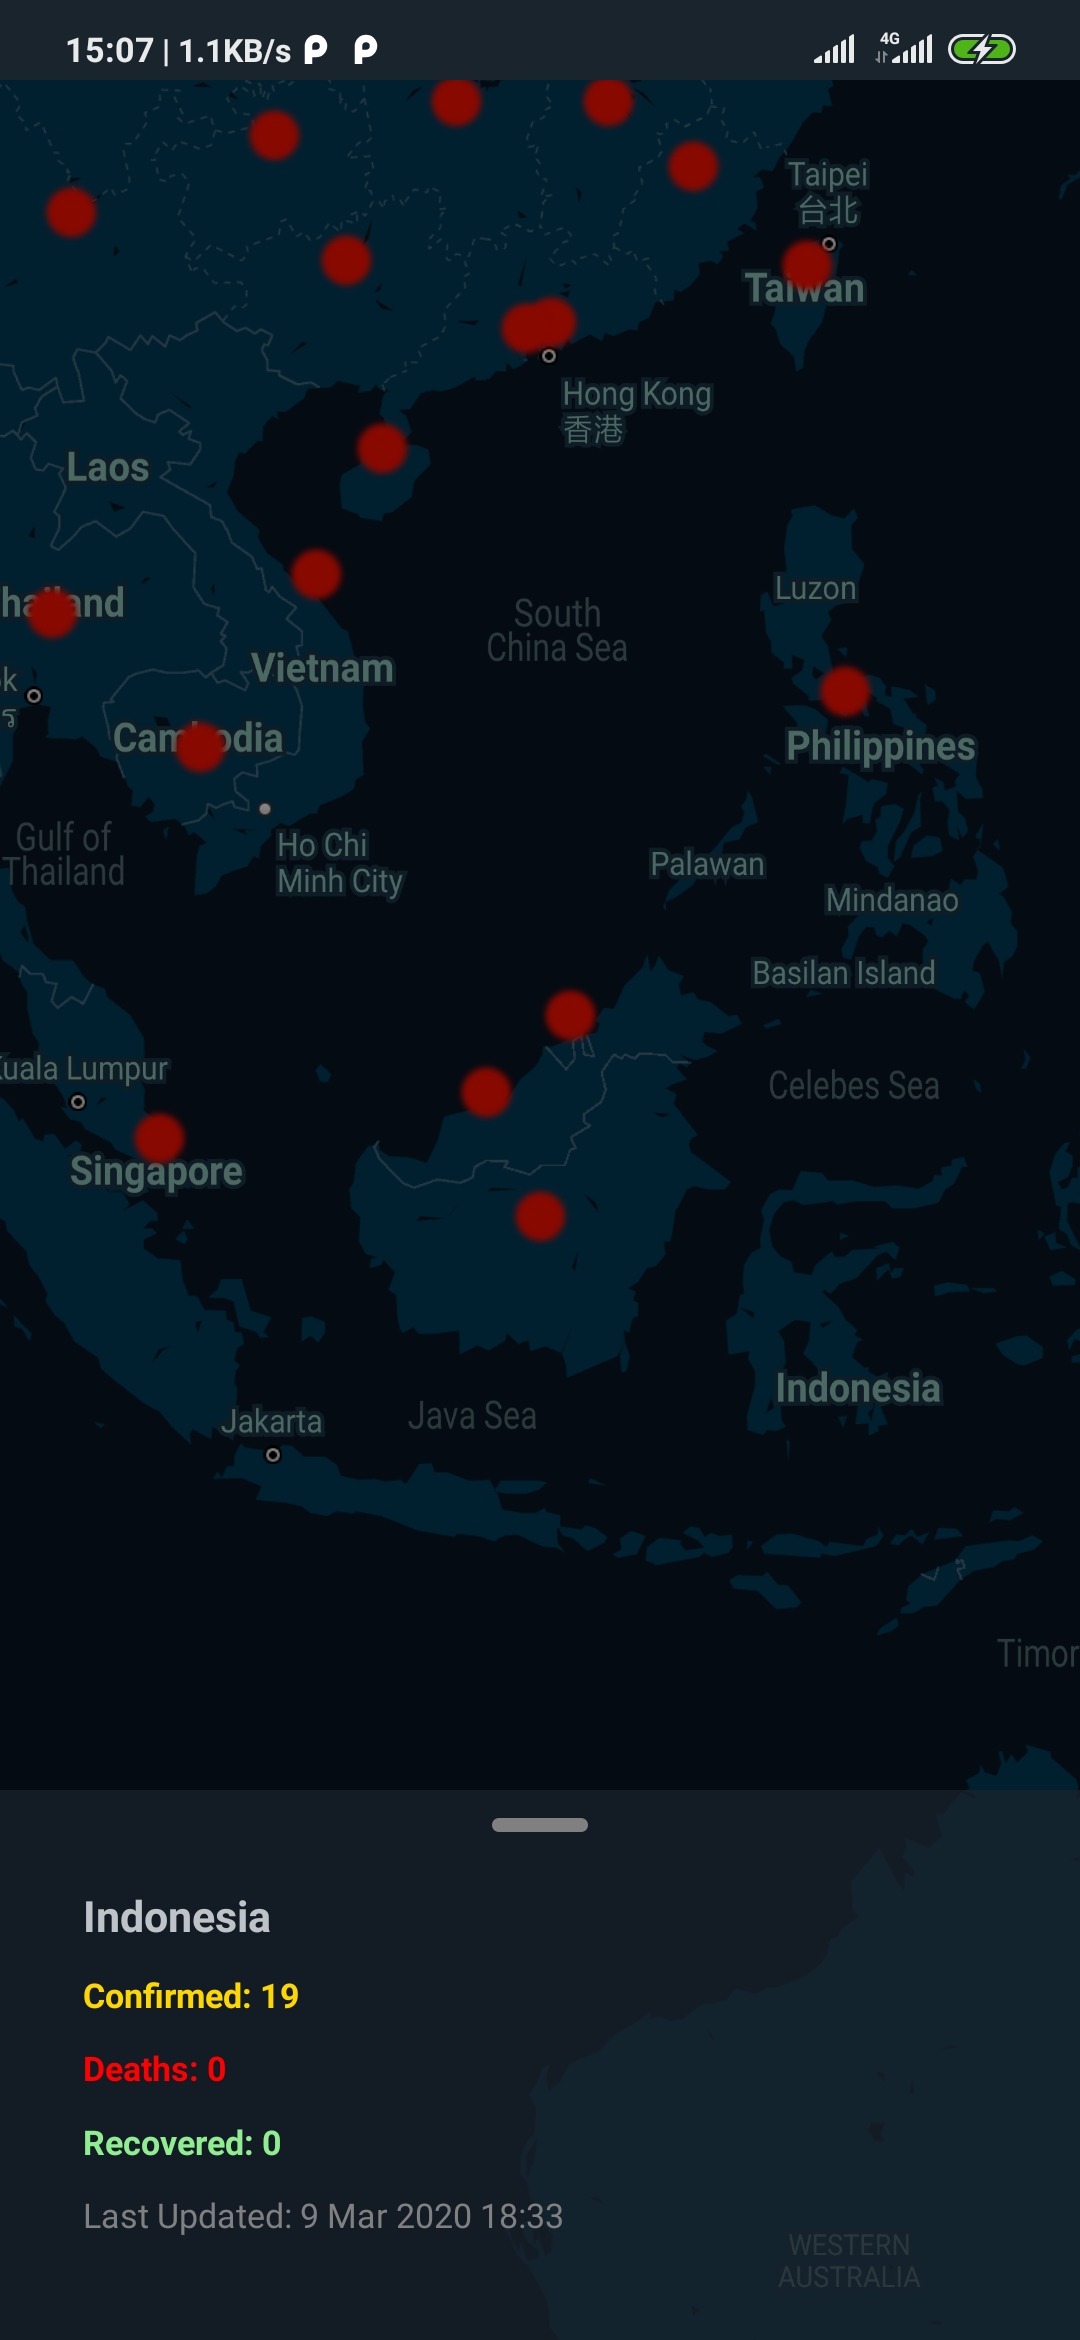 15:07 | 1.1KB/s
4G
Taipei
台北
Taiwan
Hong Kong
香港
Laos
Luzon
hailand
South
China Sea
Vietnam
ok
Cambodia
Philippines
Gulf of
Thailand
Ho Chi
Minh City
Palawan
Mindanao
Basilan Island
Kuala Lumpur
Celebes Sea
Singapore
Indonesia
Jakarta
Java Sea
Timor
Indonesia
Confirmed: 19
Deaths: 0
Recovered: 0
Last Updated: 9 Mar 2020 18:33
WESTERN
AUSTRALIA